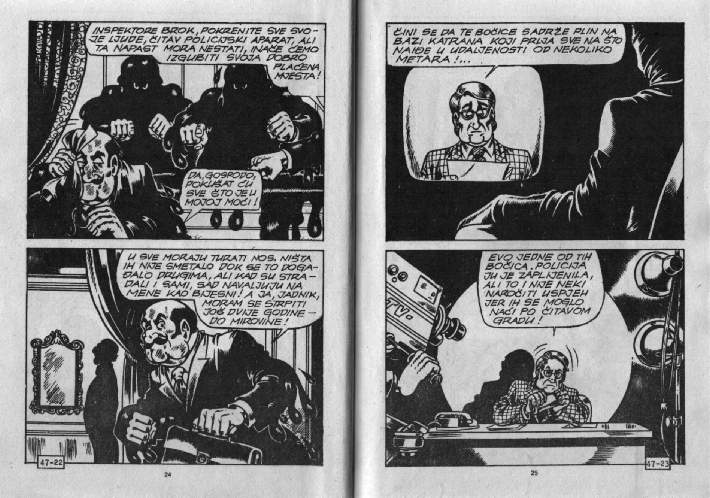 INSPEKTORE BROK, POKRENITE SVE SVO-
JE LJUDE, ČITAV POLICIJSKI APARAT, ALI
TA NAPAST MORA NESTATI, INAČE ĆEMO
IZGUBITI SVOJA DOBRO
PLAĆENA
MJESTA!
DA, GOSPODO,
POKUŠAT ĆU
SVE ŠTO JE U
MOJOJ MOĆI!
U SVE MORAJU TURATI NOS. NIŠTA
IH NIJE SMETALO DOK SE TO DOGA-
ĐALO DRUGIMA, ALI KAD SU STRA-
DALI I SAMI, SAD NAVALJUJU NA
MENE KAO BIJESNI! A JA, JADNIK,
MORAM SE STRPITI
JOŠ DVIJE GODINE-
DO MIROVINE!
47-22
24
ČINI SE DA TE BOČICE SADRŽE PLIN NA
BAZI KATRANA KOJI PRLJA SVE NA ŠTO
NAIĐE U UDALJENOSTI OD NEKOLIKO
METARA!...
EVO JEDNE OD TIH
BOČICA. POLICIJA
JU JE ZAPLIJENILA,
ALI TO I NIJE NEKI
NAROČITI USPJEH
JER IH SE MOGLO
NAĆI PO ČITAVOM
GRADU!
TV
47-23
25